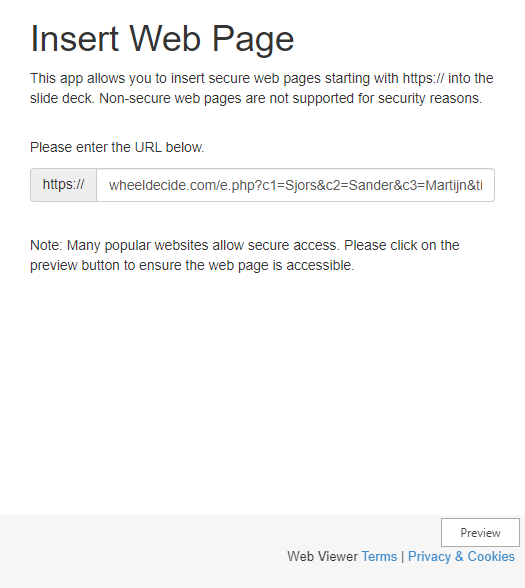 Insert Web Page
This app allows you to insert secure web pages starting with https:// into the
slide deck. Non-secure web pages are not supported for security reasons.
Please enter the URL below.
https:// wheeldecide.com/e.php?c1=Sjors&c2=Sander&c3=Martijn&ti
Note: Many popular websites allow secure access. Please click on the
preview button to ensure the web page is accessible.
Preview
Web Viewer Terms | Privacy & Cookies